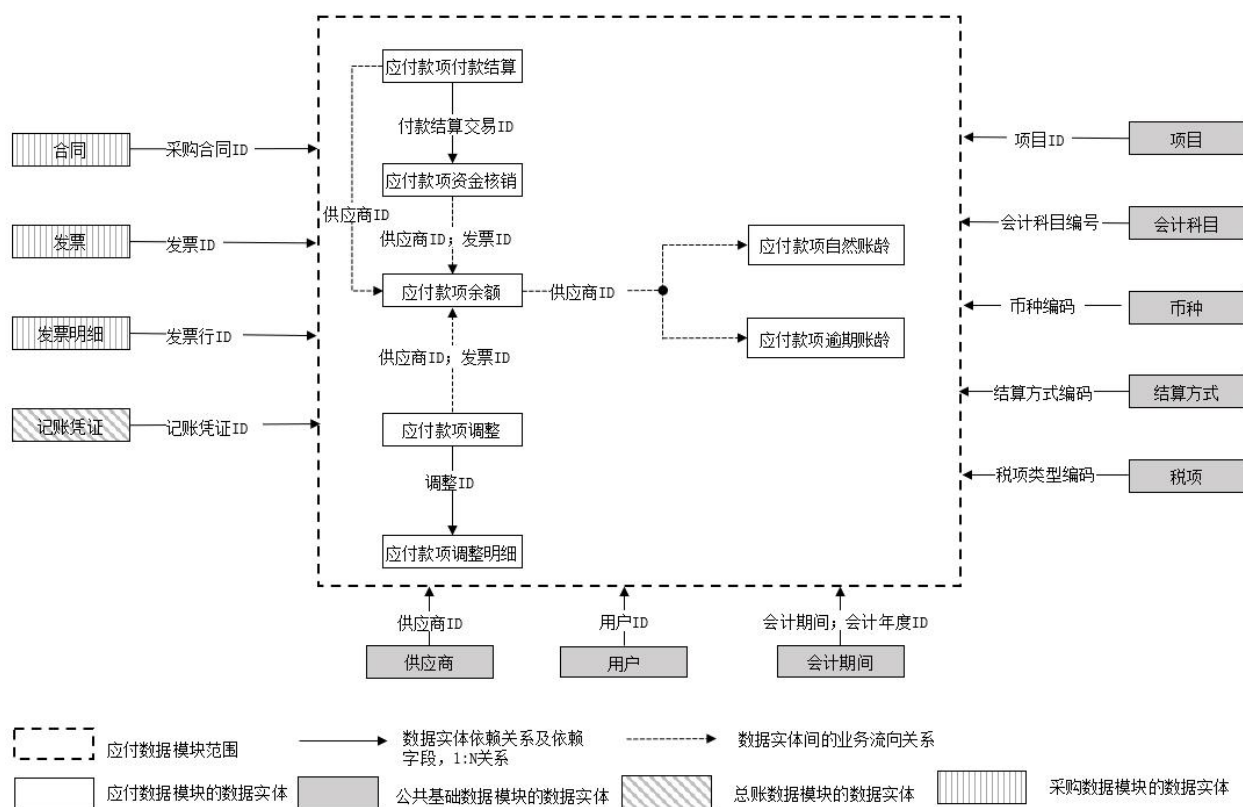 应付款项付款结算
付款结算交易ID
合同
采购合同ID
项目ID
项目
应付款项资金核销
供应商ID
发票
发票ID
供应商ID；发票ID
应付款项自然账龄
会计科目编号
会计科目
应付款项余额
供应商ID
币种编码
币种
发票明细
发票行ID
供应商ID；发票ID
应付款项逾期账龄
结算方式编码
结算方式
记账凭证
记账凭证ID
应付款项调整
调整ID
税项类型编码
税项
应付款项调整明细
供应商ID
用户ID
会计期间；会计年度ID
供应商
用户
会计期间
应付数据模块范围
数据实体依赖关系及依赖
字段，1:N关系
数据实体间的业务流向关系
应付数据模块的数据实体
公共基础数据模块的数据实体
总账数据模块的数据实体
采购数据模块的数据实体